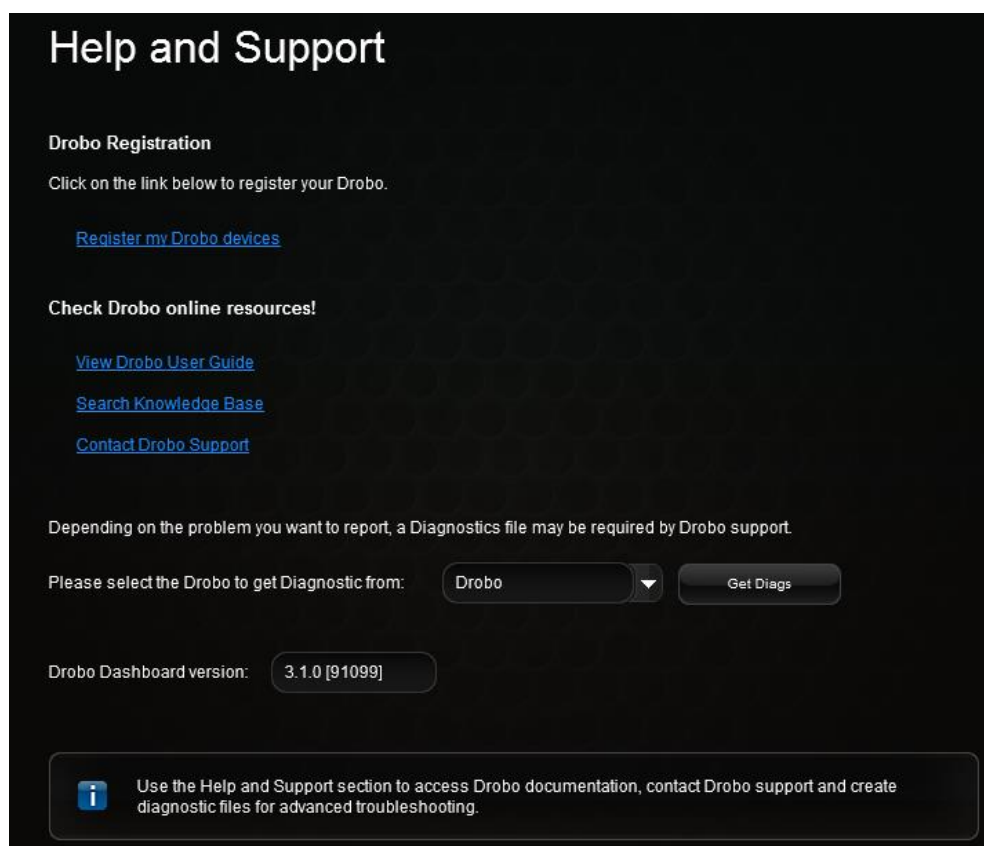 Help and Support
Drobo Registration
Click on the link below to register your Drobo.
Register my Drobo devices
Check Drobo online resources!
View Drobo User Guide
Search Knowledge Base
Contact Drobo Support
Depending on the problem you want to report, a Diagnostics file may be required by Drobo support.
Please select the Drobo to get Diagnostic from: Drobo Get Diags
Drobo Dashboard version: 3.1.0 [91099]
Use the Help and Support section to access Drobo documentation, contact Drobo support and create
diagnostic files for advanced troubleshooting.